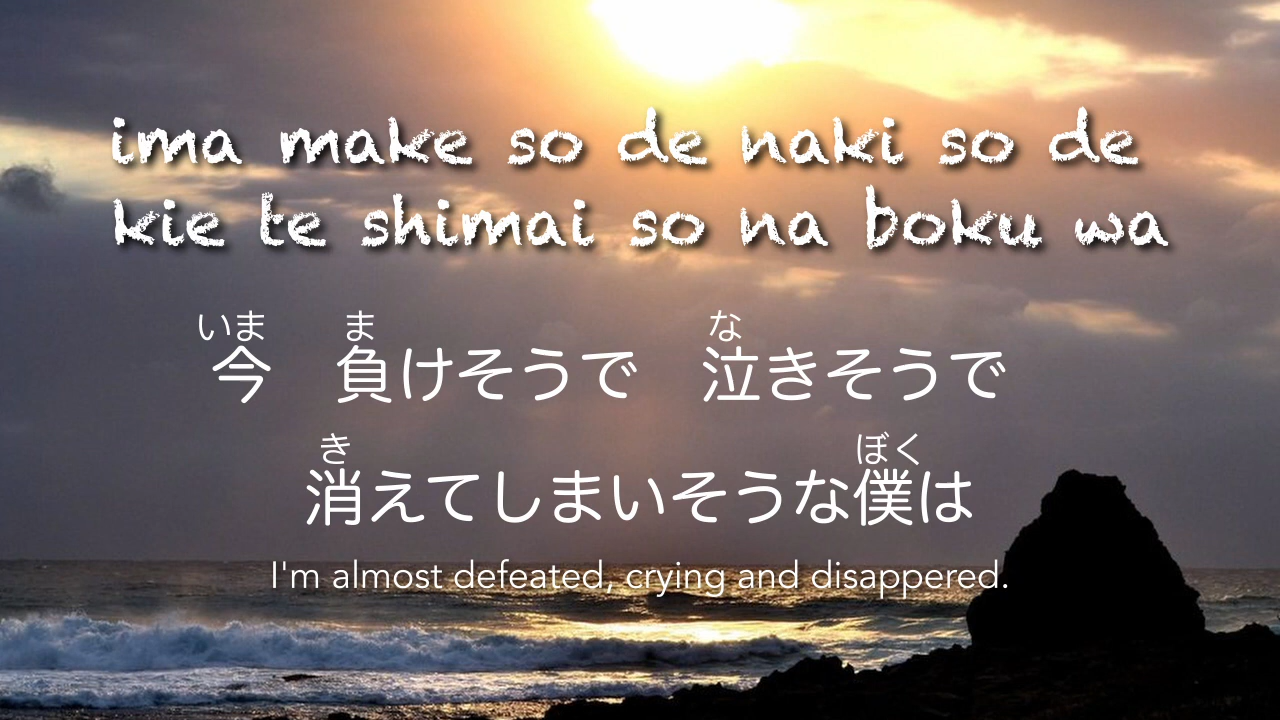 ima make so de naki so de
kie te shimai so na boku wa
いま ま な
今 負けそうで 泣きそうで
き ぼく
消えてしまいそうな僕は
I'm almost defeated, crying and disappered.